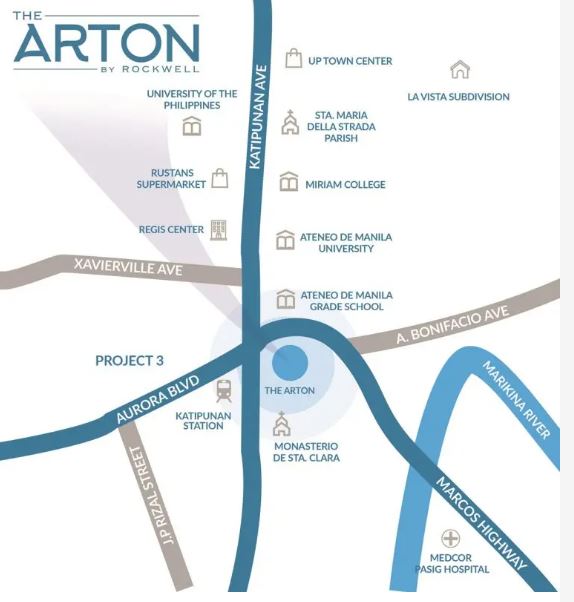 THE
ARTON
BY ROCKWELL
KATIPUNAN AVE
UP TOWN CENTER
LA VISTA SUBDIVISION
UNIVERSITY OF THE
PHILIPPINES
STA. MARIA
DELLA STRADA
PARISH
RUSTANS
SUPERMARKET
MIRIAM COLLEGE
REGIS CENTER
ATENEO DE MANILA
UNIVERSITY
XAVIERVILLE AVE
ATENEO DE MANILA
GRADE SCHOOL
A. BONIFACIO AVE
PROJECT 3
AURORA BLVD
THE ARTON
MARIKINA RIVER
KATIPUNAN
STATION
MONASTERIO
DE STA. CLARA
J.P RIZAL STREET
MARCOS HIGHWAY
MEDCOR
PASIG HOSPITAL